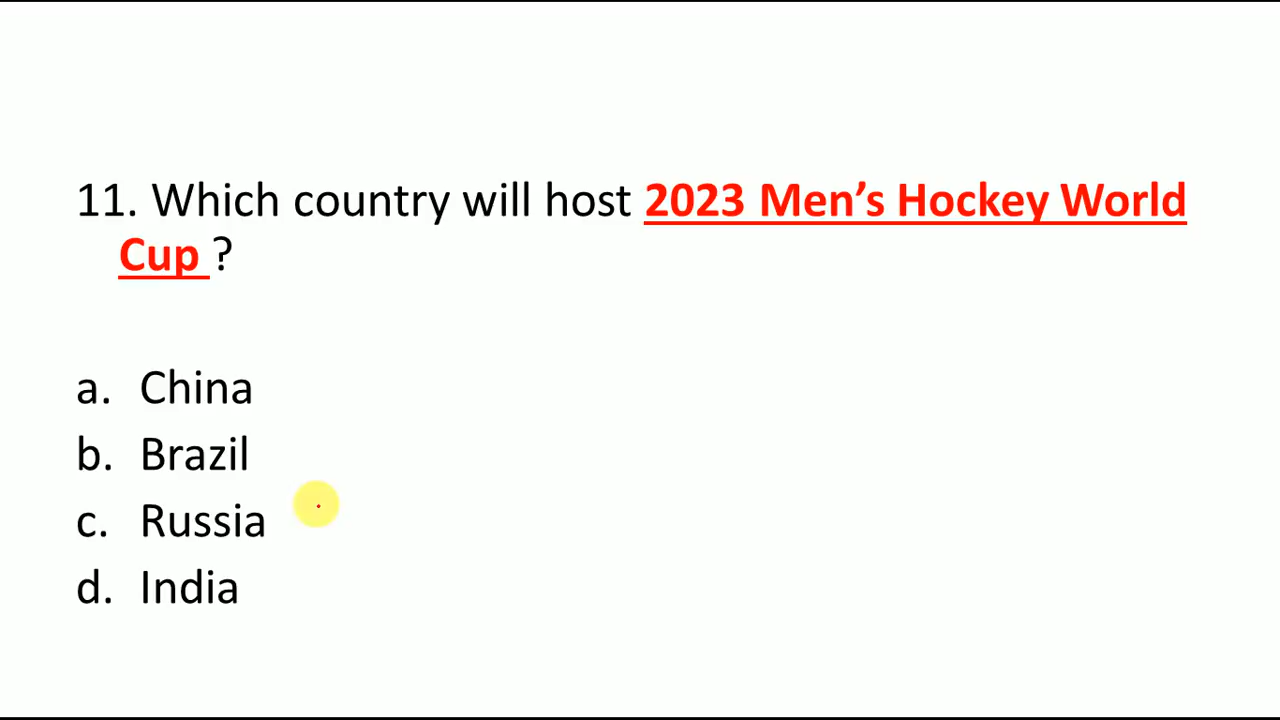 11. Which country will host 2023 Men’s Hockey World
Cup ?
a. China
b. Brazil
c. Russia
d. India